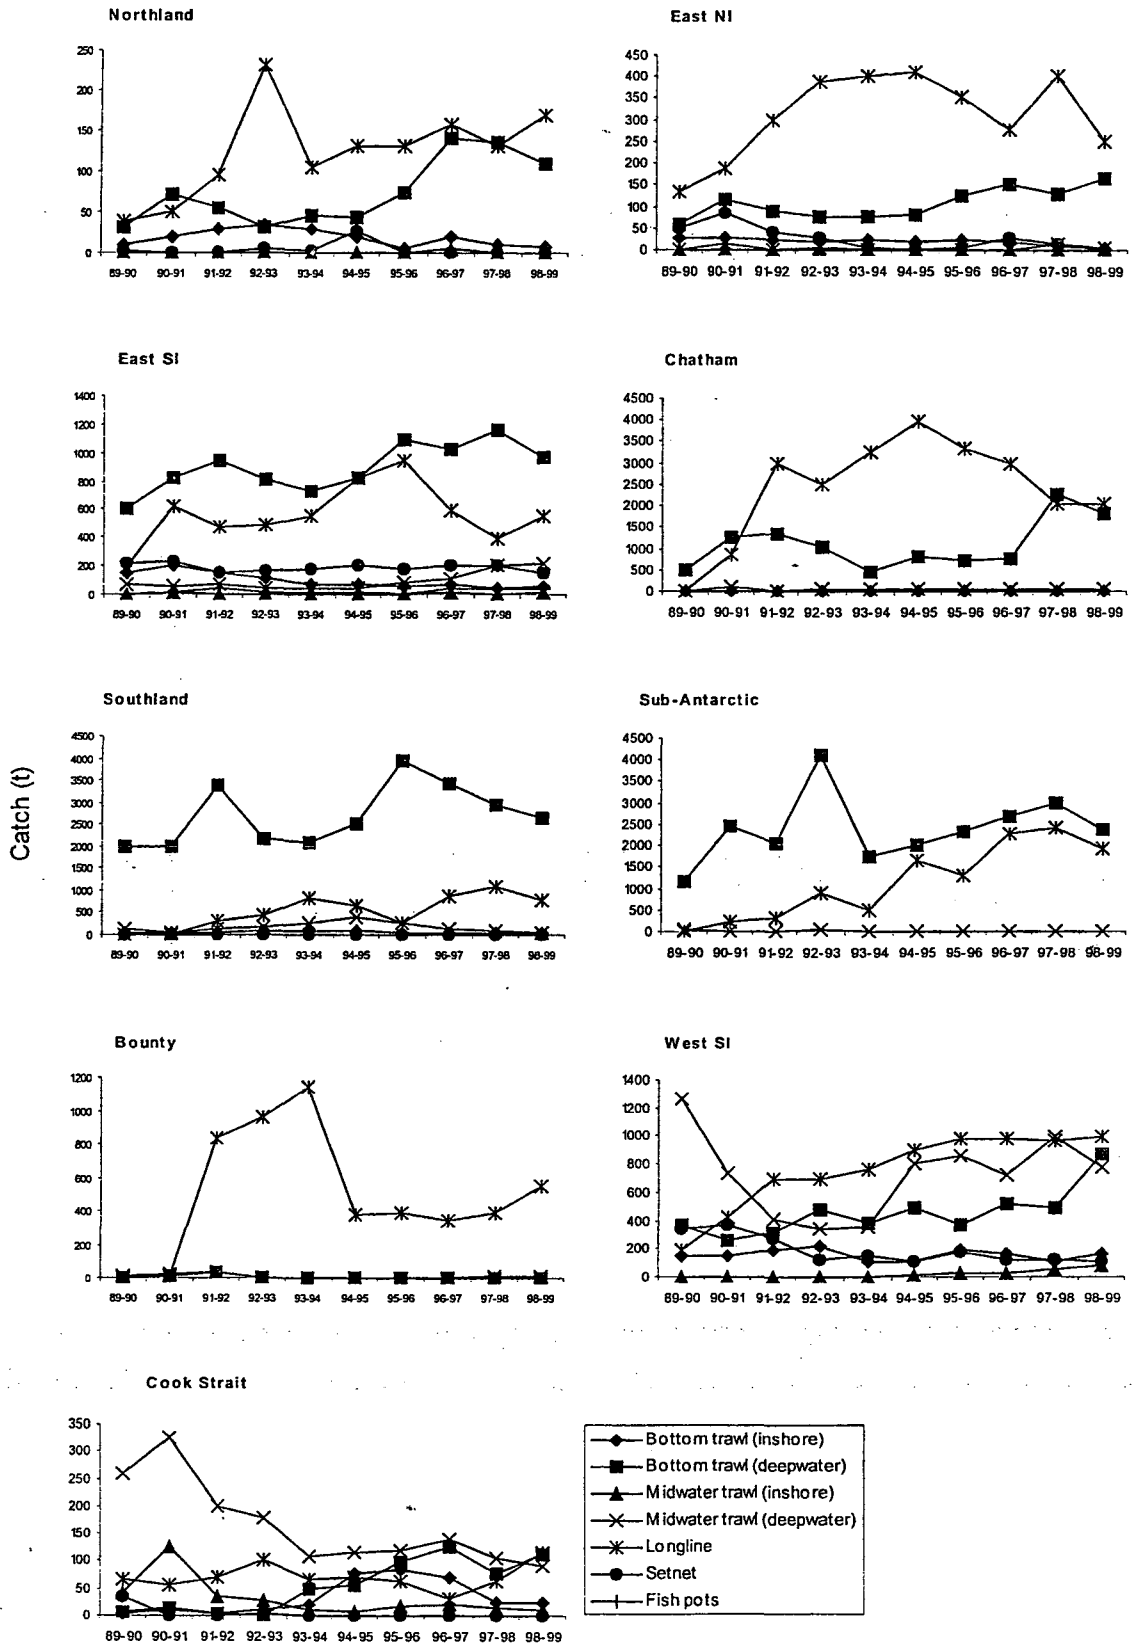 Northland
250
200
150
100
50
0
89-90 90-91 91-92 92-93 93-94 94-95 95-96 96-97 97-98 98-99
East NI
450
400
350
300
250
200
150
100
50
0
89-90 90-91 91-92 92-93 93-94 94-95 95-96 96-97 97-98 98-99
East SI
1400
1200
1000
800
600
400
200
0
89-90 90-91 91-92 92-93 93-94 94-95 95-96 96-97 97-98 98-99
Chatham
4500
4000
3500
3000
2500
2000
1500
1000
500
0
89-90 90-91 91-92 92-93 93-94 94-95 95-96 96-97 97-98 98-99
Catch (t)
Southland
4500
4000
3500
3000
2500
2000
1500
1000
500
0
89-90 90-91 91-92 92-93 93-94 94-95 95-96 96-97 97-98 98-99
Sub-Antarctic
4500
4000
3500
3000
2500
2000
1500
1000
500
0
89-90 90-91 91-92 92-93 93-94 94-95 95-96 96-97 97-98 98-99
Bounty
1200
1000
800
600
400
200
0
89-90 90-91 91-92 92-93 93-94 94-95 95-96 96-97 97-98 98-99
West SI
1400
1200
1000
800
600
400
200
0
89-90 90-91 91-92 92-93 93-94 94-95 95-96 96-97 97-98 98-99
Cook Strait
350
300
250
200
150
100
50
0
89-90 90-91 91-92 92-93 93-94 94-95 95-96 96-97 97-98 98-99
Bottom trawl (inshore)
Bottom trawl (deepwater)
Midwater trawl (inshore)
Midwater trawl (deepwater)
Longline
Setnet
Fish pots